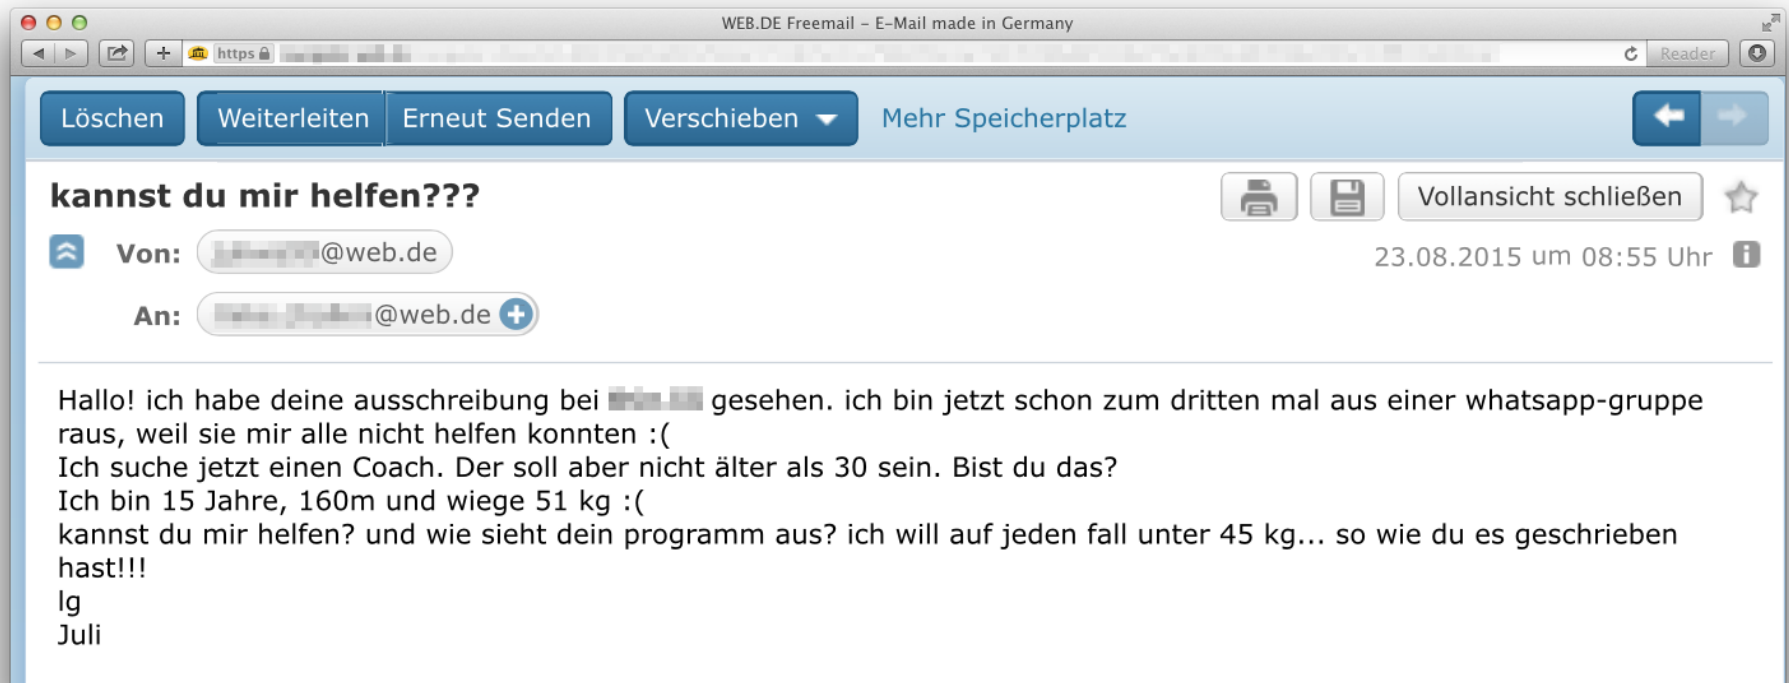 WEB.DE Freemail – E-Mail made in Germany
https
Reader
Löschen
Weiterleiten
Erneut Senden
Verschieben
Mehr Speicherplatz
kannst du mir helfen???
Vollansicht schließen
Von: @web.de
23.08.2015 um 08:55 Uhr
An: @web.de
Hallo! ich habe deine ausschreibung bei gesehen. ich bin jetzt schon zum dritten mal aus einer whatsapp-gruppe
raus, weil sie mir alle nicht helfen konnten :(
Ich suche jetzt einen Coach. Der soll aber nicht älter als 30 sein. Bist du das?
Ich bin 15 Jahre, 160m und wiege 51 kg :(
kannst du mir helfen? und wie sieht dein programm aus? ich will auf jeden fall unter 45 kg... so wie du es geschrieben
hast!!!
lg
Juli